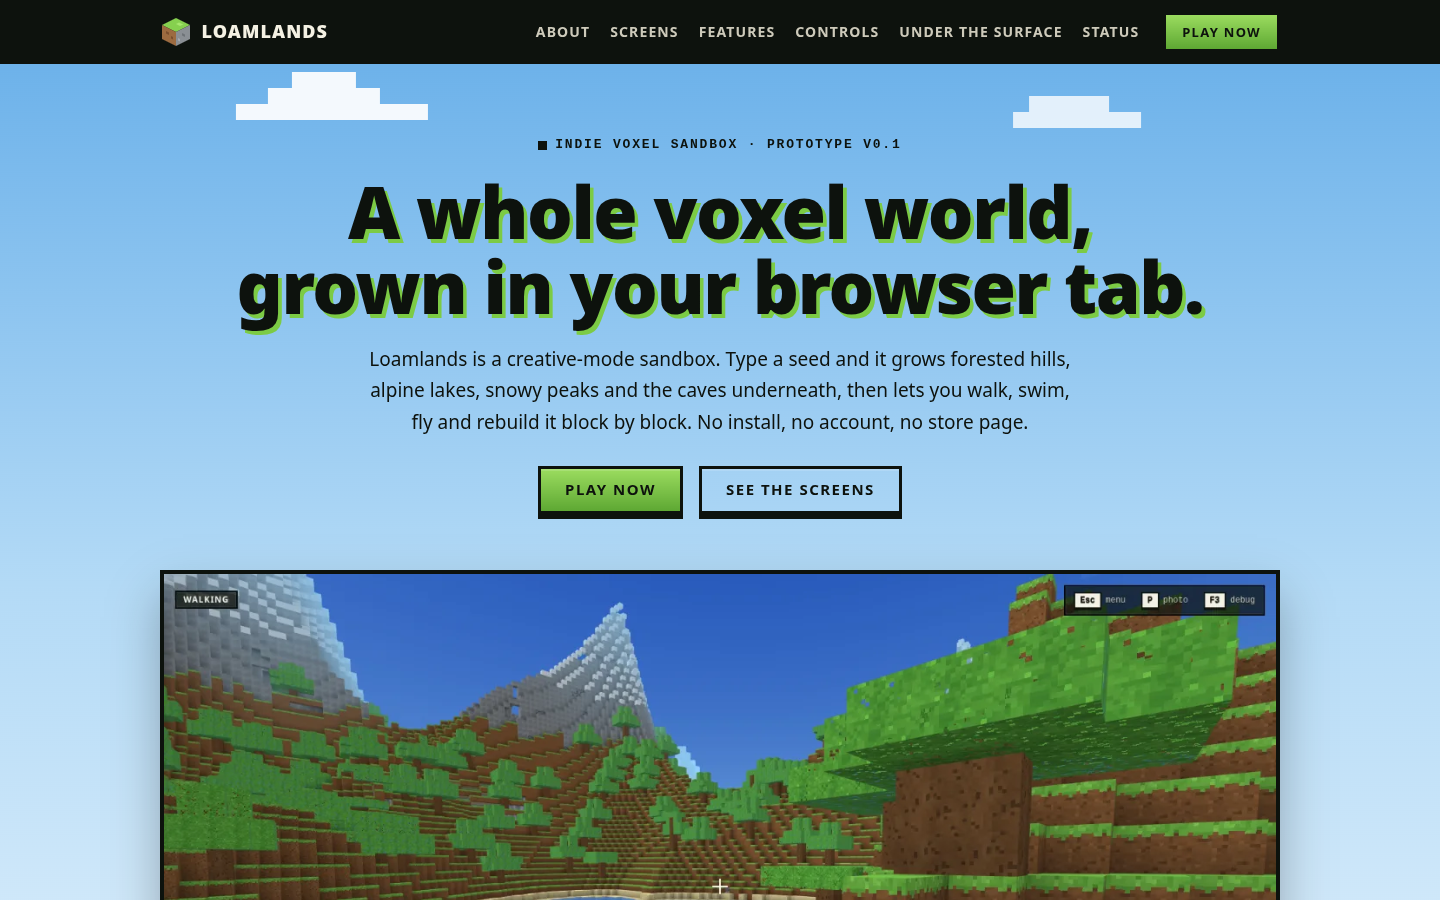 LOAMLANDS
ABOUT SCREENS FEATURES CONTROLS UNDER THE SURFACE STATUS PLAY NOW
INDIE VOXEL SANDBOX · PROTOTYPE V0.1
A whole voxel world,
grown in your browser tab.
Loamlands is a creative-mode sandbox. Type a seed and it grows forested hills,
alpine lakes, snowy peaks and the caves underneath, then lets you walk, swim,
fly and rebuild it block by block. No install, no account, no store page.
PLAY NOW SEE THE SCREENS
WALKING
Esc menu P photo F3 debug